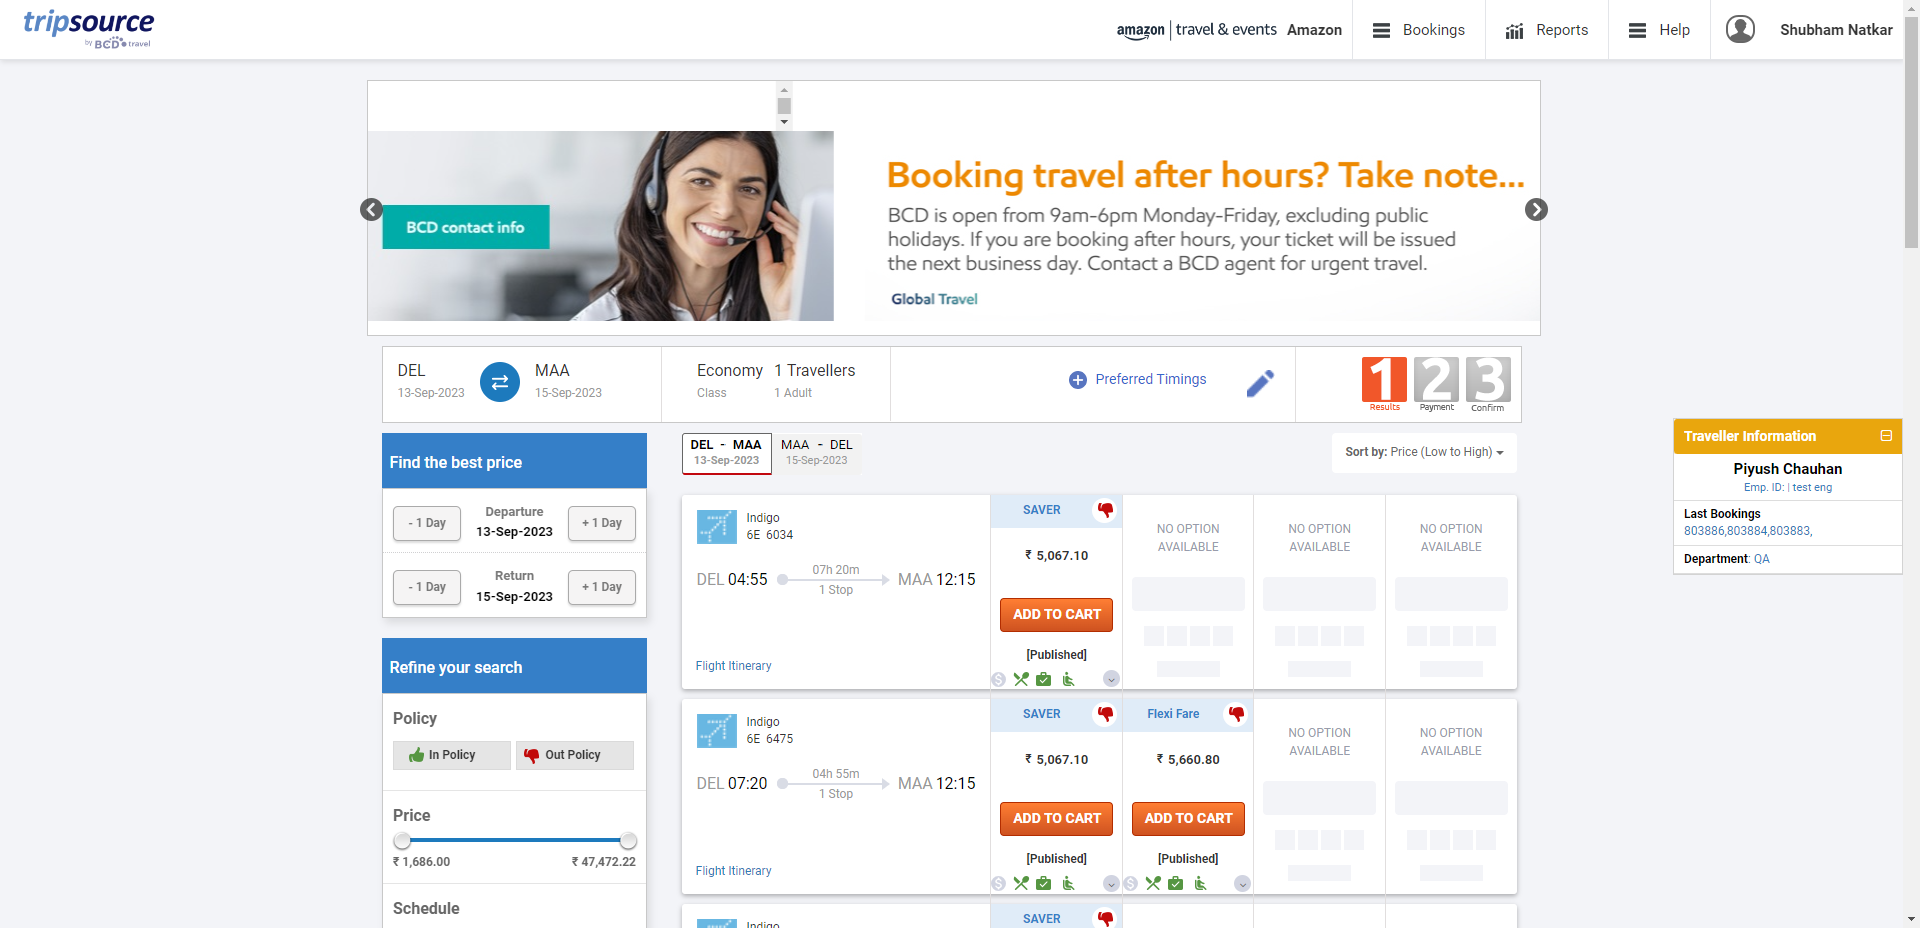 tripsource
by BCD travel
amazon | travel & events Amazon
Bookings
Reports
Help
Shubham Natkar
BCD contact info
Booking travel after hours? Take note...
BCD is open from 9am-6pm Monday-Friday, excluding public
holidays. If you are booking after hours, your ticket will be issued
the next business day. Contact a BCD agent for urgent travel.
Global Travel
DEL
13-Sep-2023
MAA
15-Sep-2023
Economy
Class
1 Travellers
1 Adult
Preferred Timings
1
Results
2
Payment
3
Confirm
Find the best price
- 1 Day
Departure
13-Sep-2023
+ 1 Day
- 1 Day
Return
15-Sep-2023
+ 1 Day
Refine your search
Policy
In Policy
Out Policy
Price
₹ 1,686.00
₹ 47,472.22
Schedule
DEL - MAA
13-Sep-2023
MAA - DEL
15-Sep-2023
Sort by: Price (Low to High)
Indigo
6E 6034
DEL 04:55
07h 20m
1 Stop
MAA 12:15
Flight Itinerary
SAVER
₹ 5,067.10
ADD TO CART
[Published]
NO OPTION
AVAILABLE
NO OPTION
AVAILABLE
NO OPTION
AVAILABLE
Indigo
6E 6475
DEL 07:20
04h 55m
1 Stop
MAA 12:15
Flight Itinerary
SAVER
₹ 5,067.10
ADD TO CART
[Published]
Flexi Fare
₹ 5,660.80
ADD TO CART
[Published]
NO OPTION
AVAILABLE
NO OPTION
AVAILABLE
Indigo
SAVER
Traveller Information
Piyush Chauhan
Emp. ID: | test eng
Last Bookings
803886,803884,803883,
Department: QA